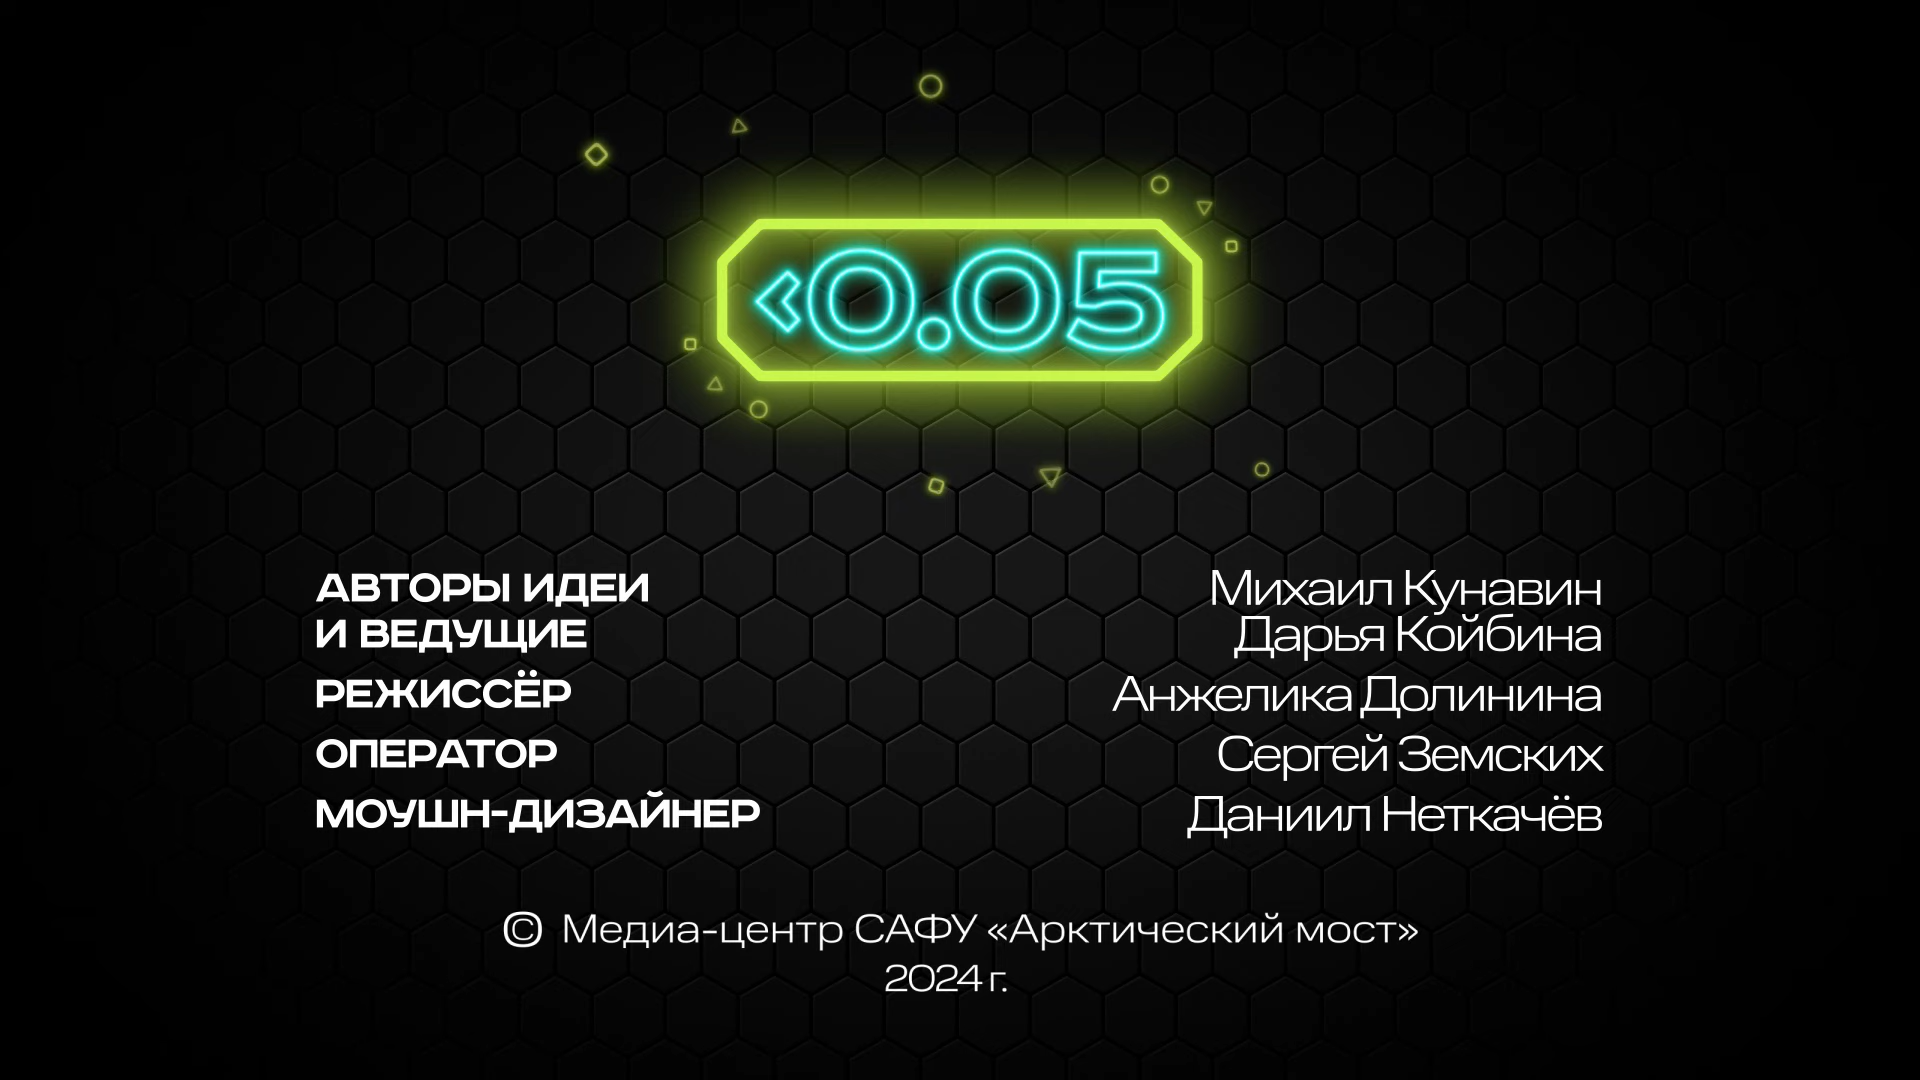 <0.05
АВТОРЫ ИДЕИ
И ВЕДУЩИЕ
Михаил Кунавин
Дарья Койбина
РЕЖИССЁР
Анжелика Долинина
ОПЕРАТОР
Сергей Земских
МОУШН-ДИЗАЙНЕР
Даниил Неткачёв
© Медиа-центр САФУ «Арктический мост»
2024 г.